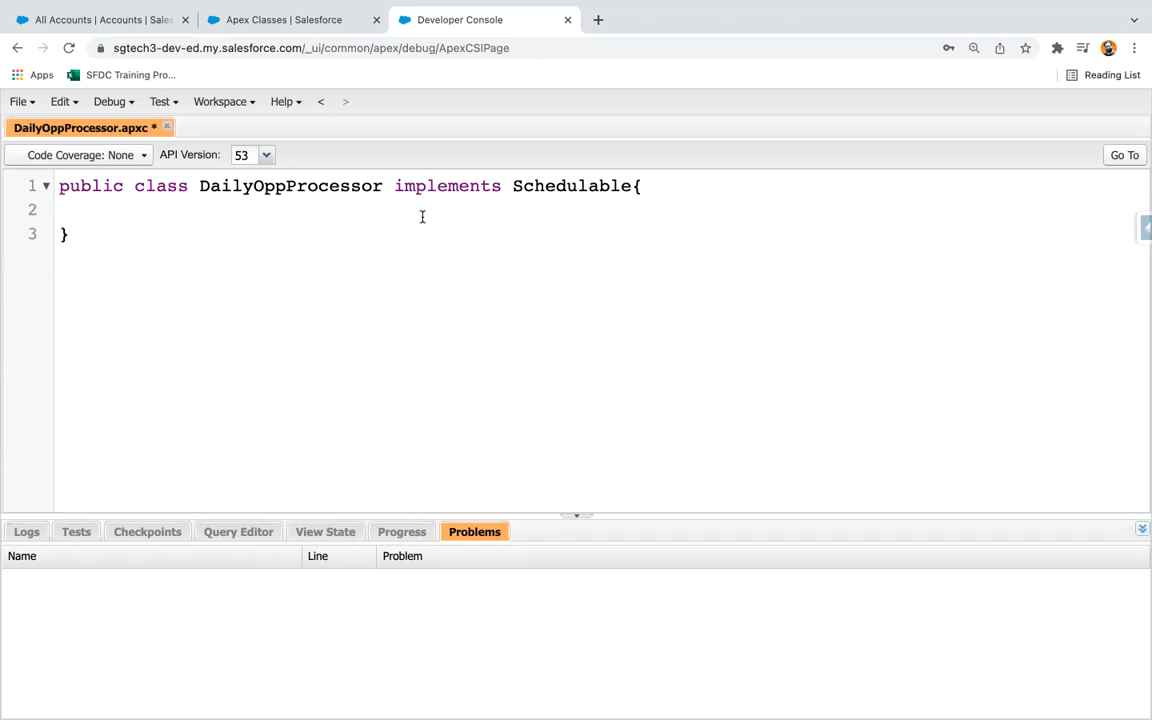 All Accounts | Accounts | Sales
Apex Classes | Salesforce
Developer Console
sgtech3-dev-ed.my.salesforce.com/_ui/common/apex/debug/ApexCSIPage
Apps
SFDC Training Pro...
Reading List
File
Edit
Debug
Test
Workspace
Help
<
>
DailyOppProcessor.apxc *
Code Coverage: None
API Version:
53
Go To
1 public class DailyOppProcessor implements Schedulable{
2
3 }
Logs
Tests
Checkpoints
Query Editor
View State
Progress
Problems
Name
Line
Problem